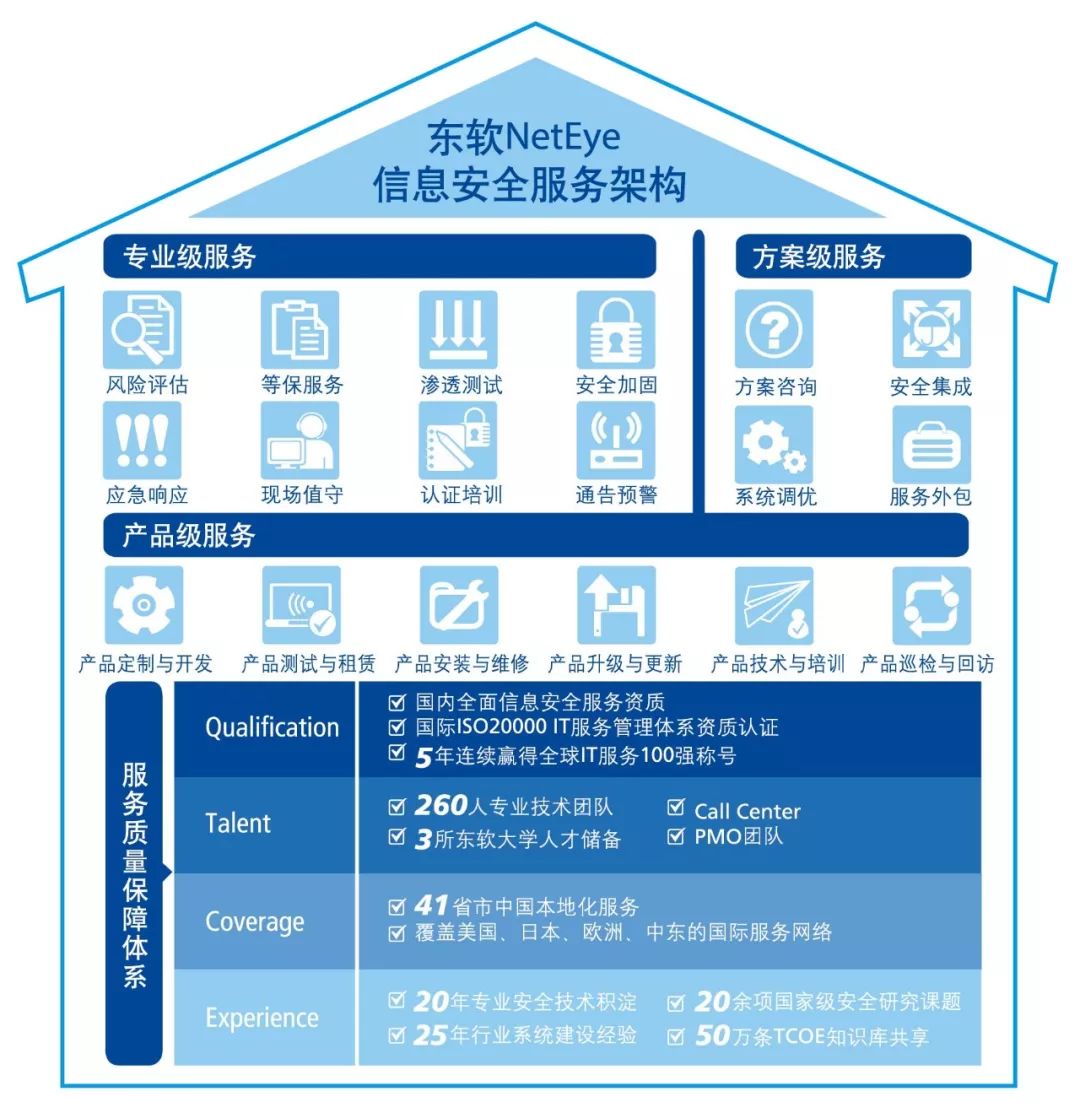 东软NetEye
信息安全服务架构
专业级服务
风险评估
等保服务
渗透测试
安全加固
应急响应
现场值守
认证培训
通告预警
方案级服务
方案咨询
安全集成
系统调优
服务外包
产品级服务
产品定制与开发
产品测试与租赁
产品安装与维修
产品升级与更新
产品技术与培训
产品巡检与回访
服务质量保障体系
Qualification
国内全面信息安全服务资质
国际ISO20000 IT服务管理体系资质认证
5年连续赢得全球IT服务100强称号
Talent
260人专业技术团队
Call Center
3所东软大学人才储备
PMO团队
Coverage
41省市中国本地化服务
覆盖美国、日本、欧洲、中东的国际服务网络
Experience
20年专业安全技术积淀
20余项国家级安全研究课题
25年行业系统建设经验
50万条TCOE知识库共享